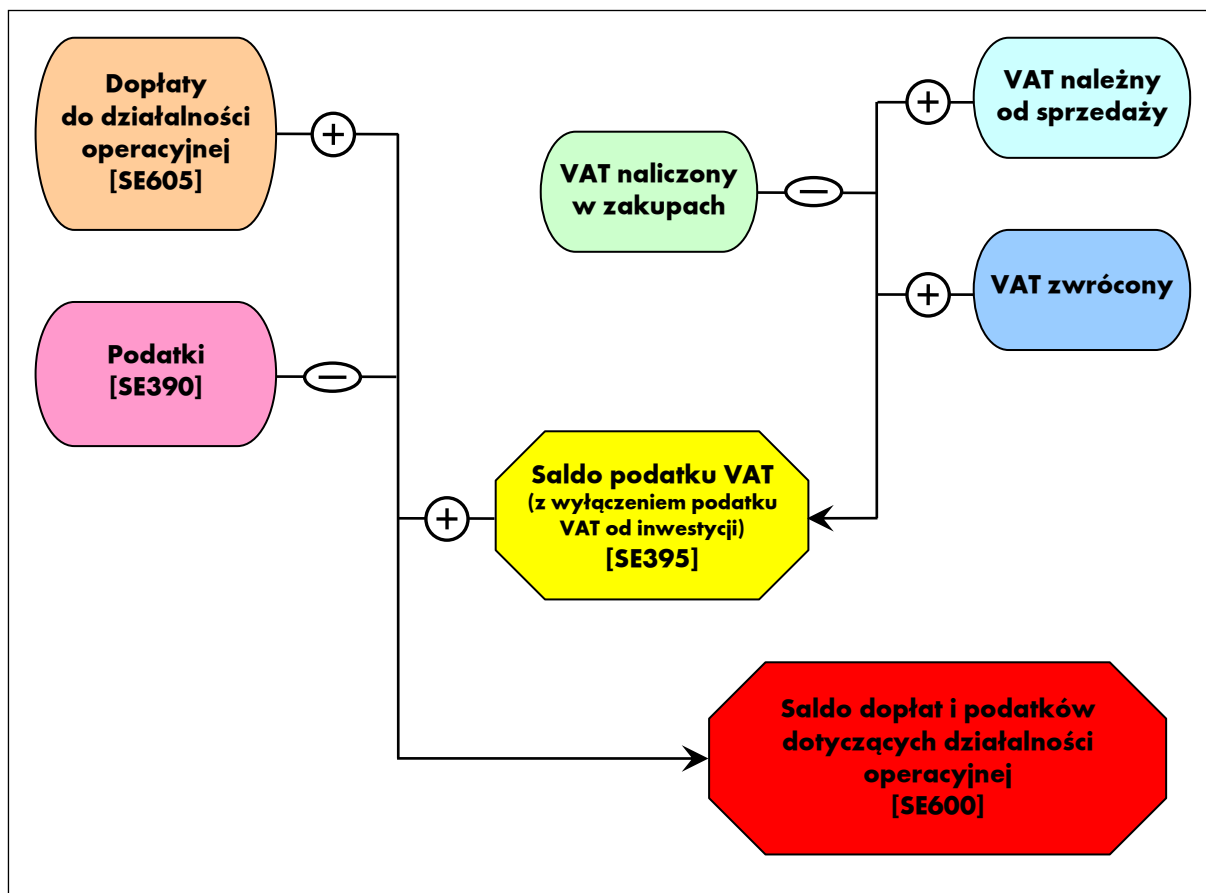 Dopłaty
do działalności
operacyjnej
[SE605]
+
VAT należny
od sprzedaży
+
VAT naliczony
w zakupach
−
VAT zwrócony
+
Podatki
[SE390]
−
Saldo podatku VAT
(z wyłączeniem podatku
VAT od inwestycji)
[SE395]
+
Saldo dopłat i podatków
dotyczących działalności
operacyjnej
[SE600]